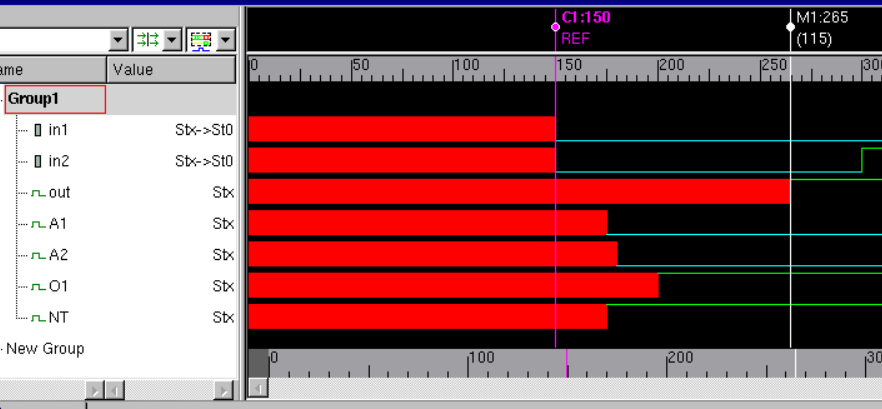 C1:150 M1:265
REF (115)
ame Value 0 50 100 150 200 250 300
Group1
in1 Stx->St0
in2 Stx->St0
out Stx
A1 Stx
A2 Stx
O1 Stx
NT Stx
New Group
0 100 200 30